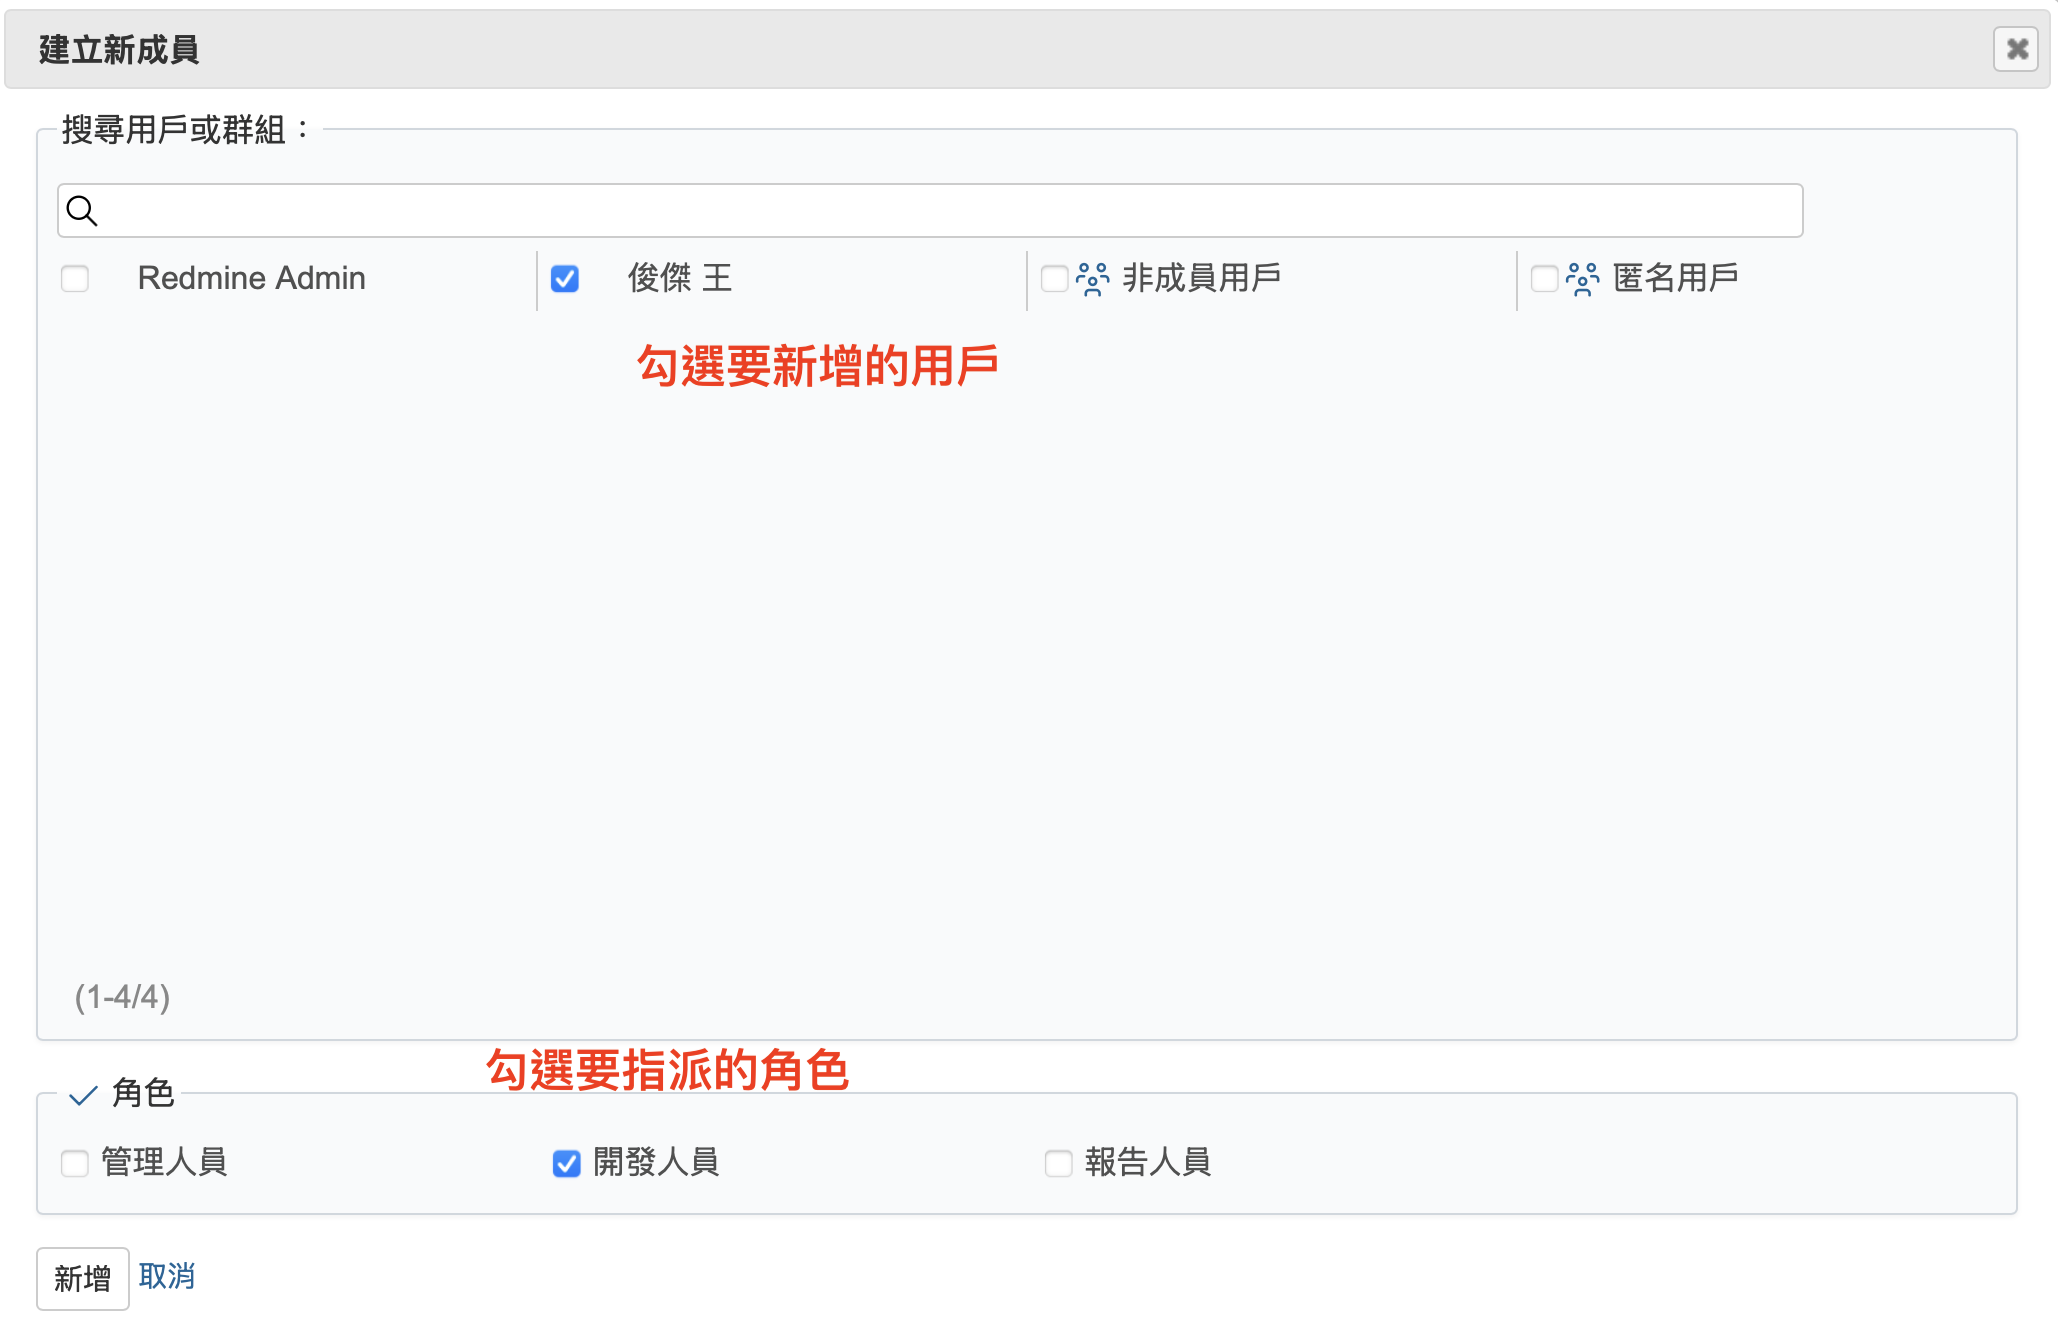 建立新成員
搜尋用戶或群組：
Redmine Admin
俊傑 王
非成員用戶
匿名用戶
勾選要新增的用戶
(1-4/4)
勾選要指派的角色
角色
管理人員
開發人員
報告人員
新增 取消